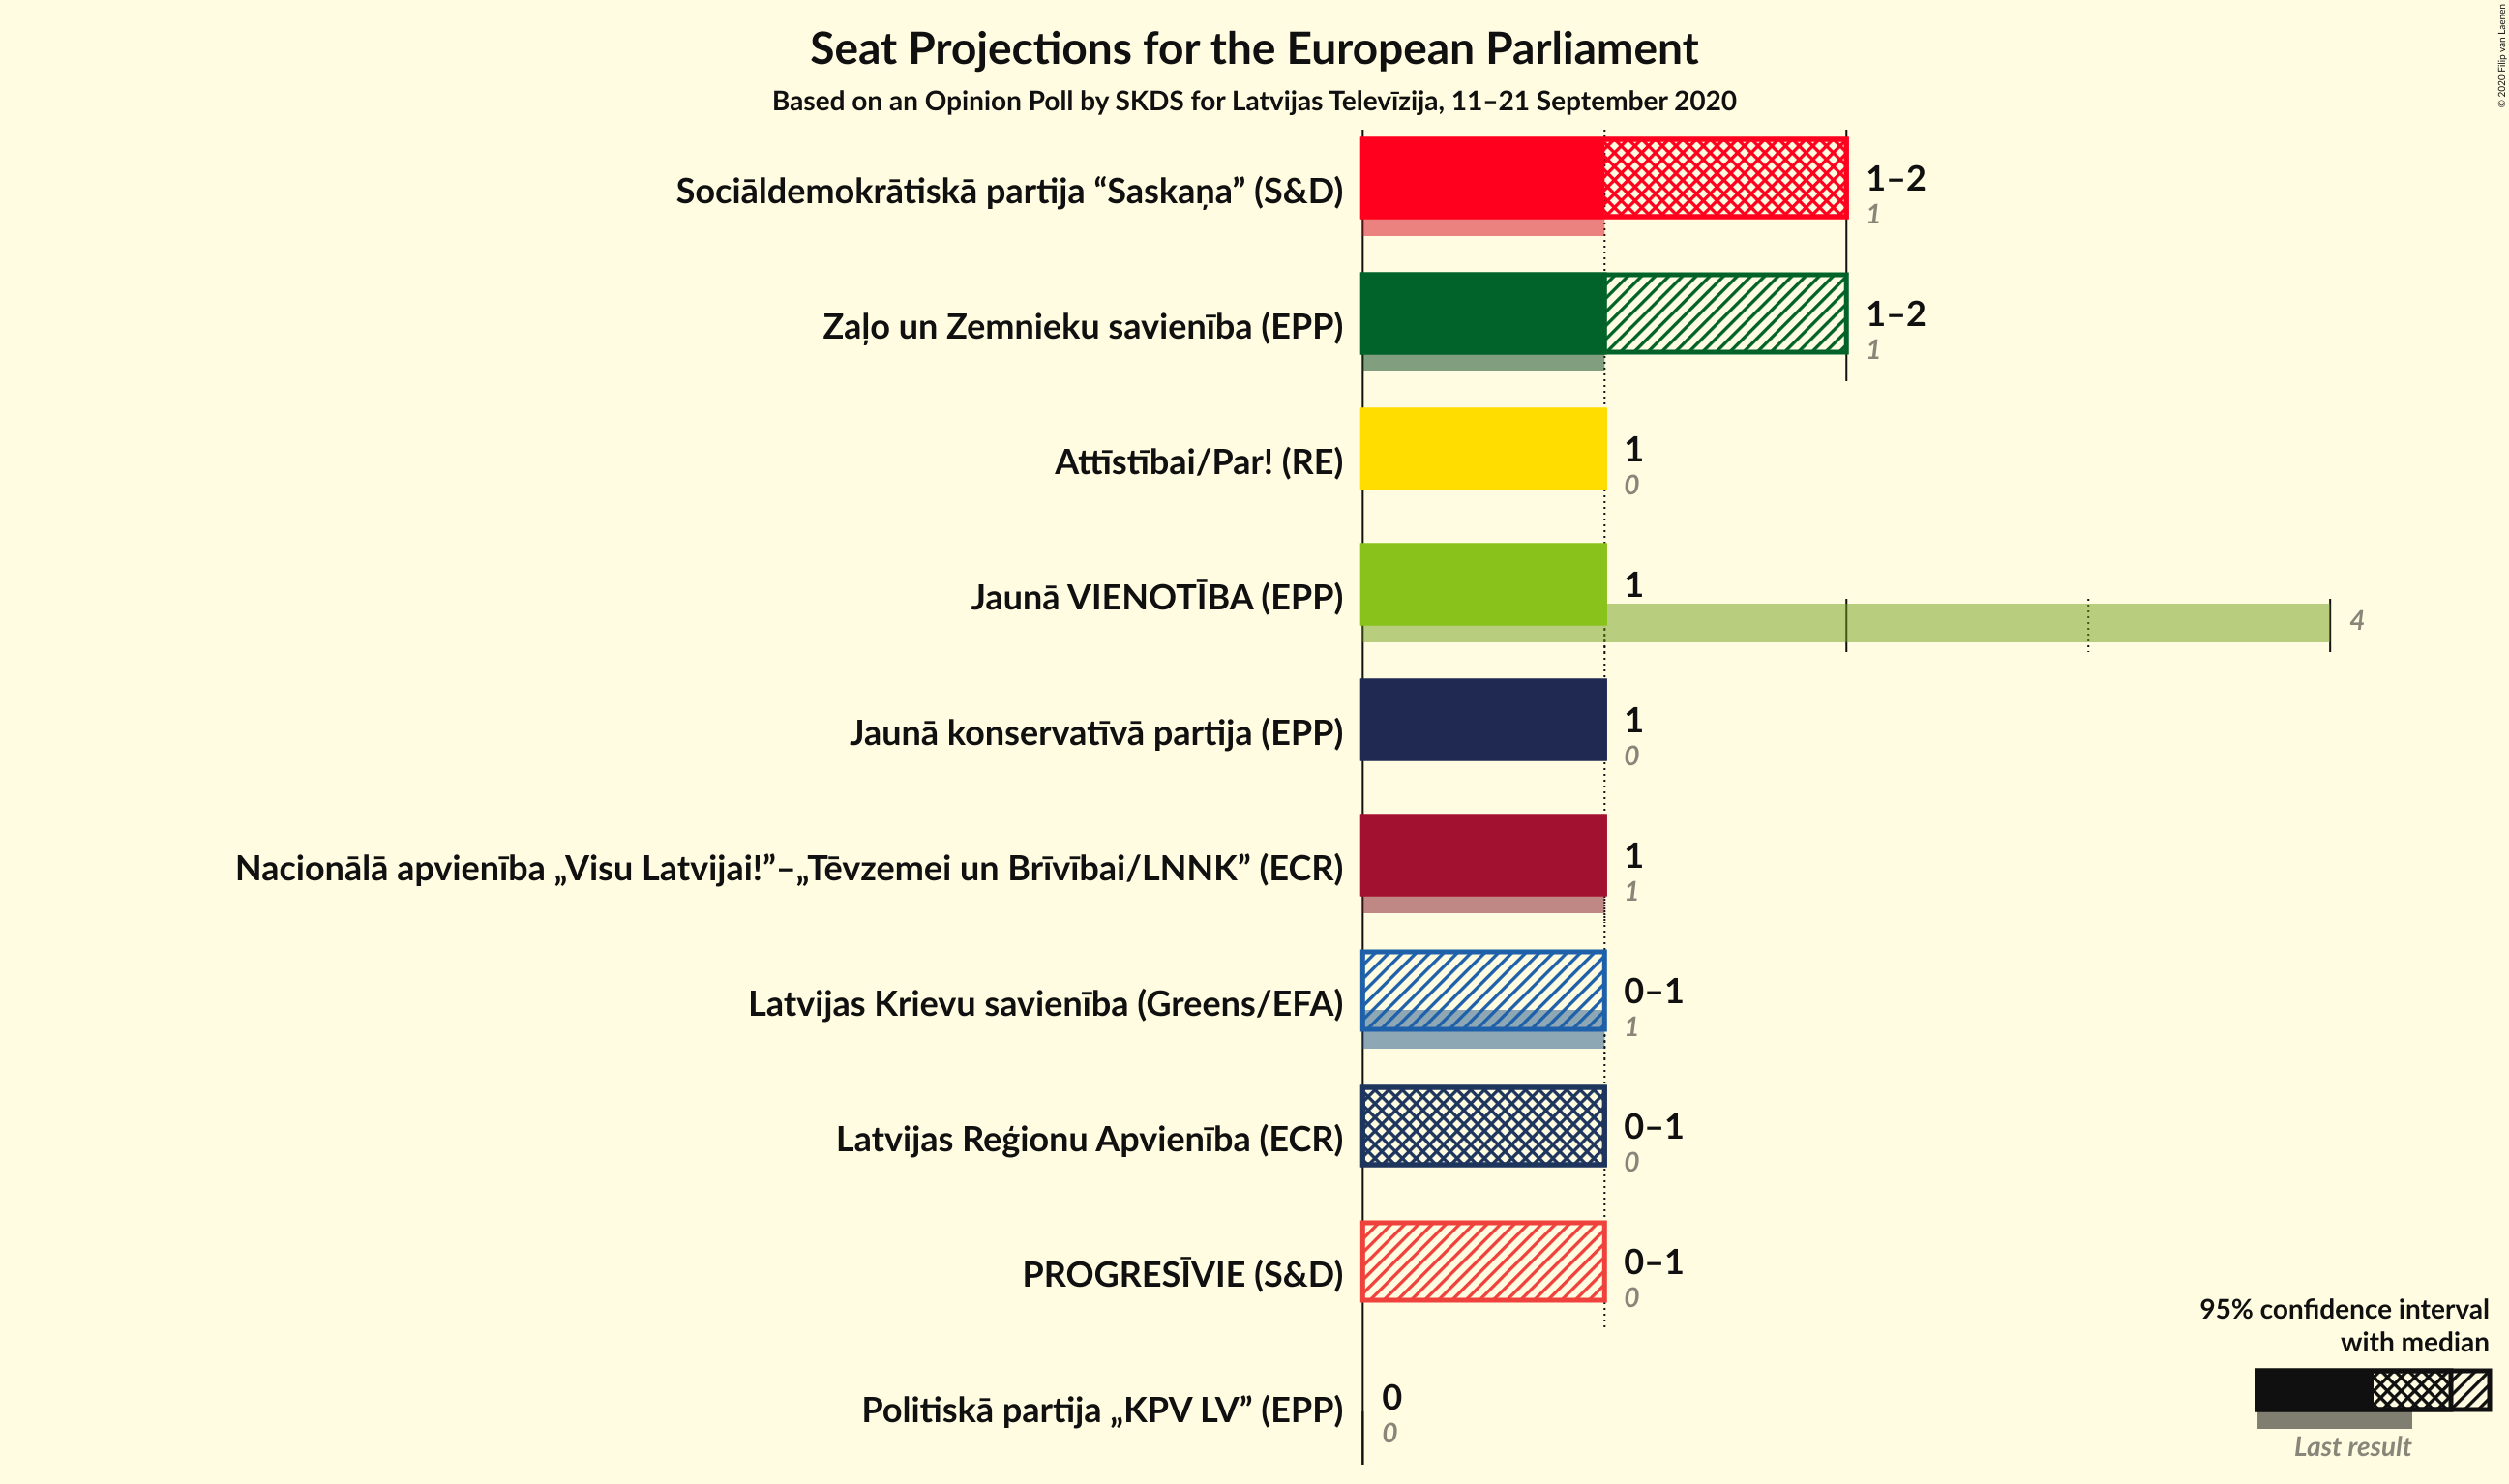 Seat Projections for the European Parliament
Based on an Opinion Poll by SKDS for Latvijas Televīzija, 11–21 September 2020
© 2020 Filip van Laenen
Sociāldemokrātiskā partija “Saskaņa” (S&D)
1–2
1
Zaļo un Zemnieku savienība (EPP)
1–2
1
Attīstībai/Par! (RE)
1
0
Jaunā VIENOTĪBA (EPP)
1
4
Jaunā konservatīvā partija (EPP)
1
0
Nacionālā apvienība „Visu Latvijai!”–„Tēvzemei un Brīvībai/LNNK” (ECR)
1
1
Latvijas Krievu savienība (Greens/EFA)
0–1
1
Latvijas Reģionu Apvienība (ECR)
0–1
0
PROGRESĪVIE (S&D)
0–1
0
Politiskā partija „KPV LV” (EPP)
0
0
95% confidence interval
with median
Last result